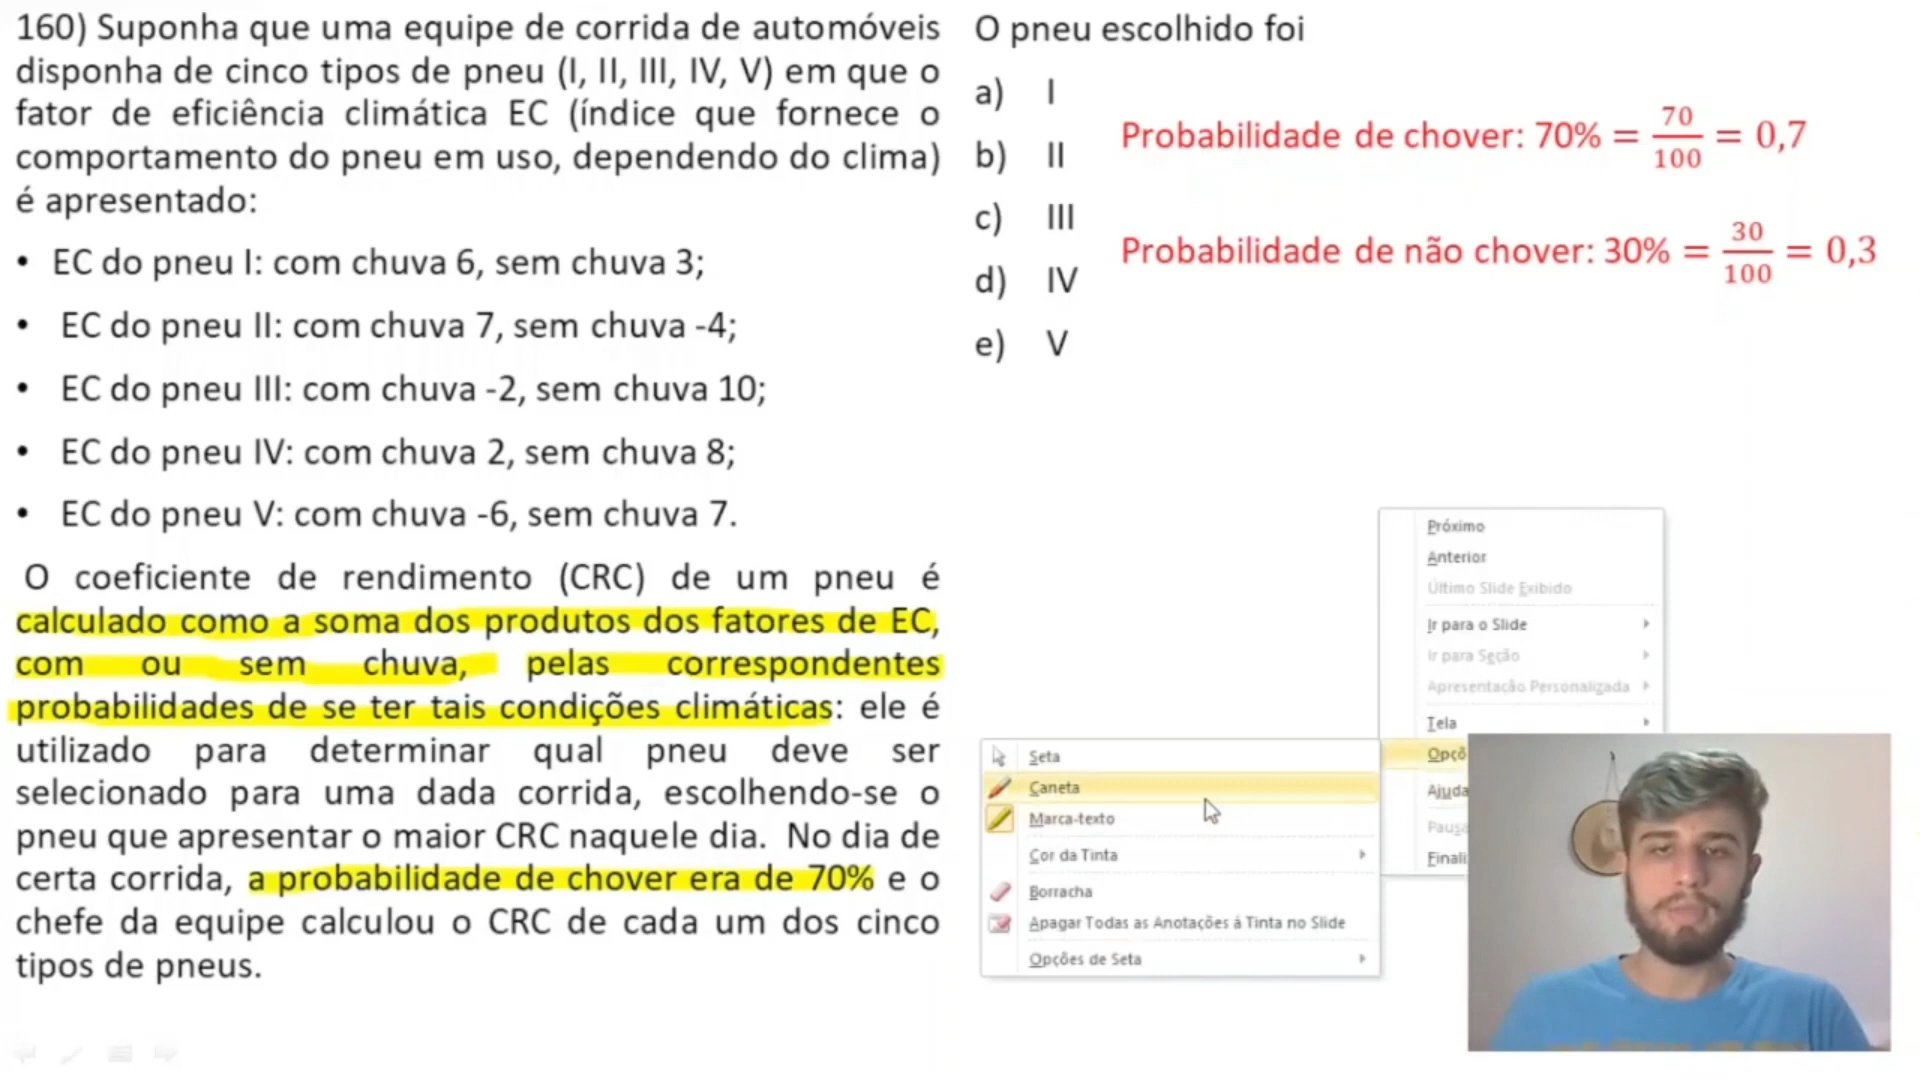 160) Suponha que uma equipe de corrida de automóveis
disponha de cinco tipos de pneu (I, II, III, IV, V) em que o
fator de eficiência climática EC (índice que fornece o
comportamento do pneu em uso, dependendo do clima)
é apresentado:
• EC do pneu I: com chuva 6, sem chuva 3;
• EC do pneu II: com chuva 7, sem chuva -4;
• EC do pneu III: com chuva -2, sem chuva 10;
• EC do pneu IV: com chuva 2, sem chuva 8;
• EC do pneu V: com chuva -6, sem chuva 7.
O coeficiente de rendimento (CRC) de um pneu é
calculado como a soma dos produtos dos fatores de EC,
com ou sem chuva, pelas correspondentes
probabilidades de se ter tais condições climáticas: ele é
utilizado para determinar qual pneu deve ser
selecionado para uma dada corrida, escolhendo-se o
pneu que apresentar o maior CRC naquele dia. No dia de
certa corrida, a probabilidade de chover era de 70% e o
chefe da equipe calculou o CRC de cada um dos cinco
tipos de pneus.
O pneu escolhido foi
a) I
b) II
c) III
d) IV
e) V
Probabilidade de chover: 70% = 70/100 = 0,7
Probabilidade de não chover: 30% = 30/100 = 0,3
Próximo
Anterior
Último Slide Exibido
Ir para o Slide
Ir para Seção
Apresentação Personalizada
Tela
Opçõ
Ajuda
Paus
Finali
Seta
Caneta
Marca-texto
Cor da Tinta
Borracha
Apagar Todas as Anotações á Tinta no Slide
Opções de Seta